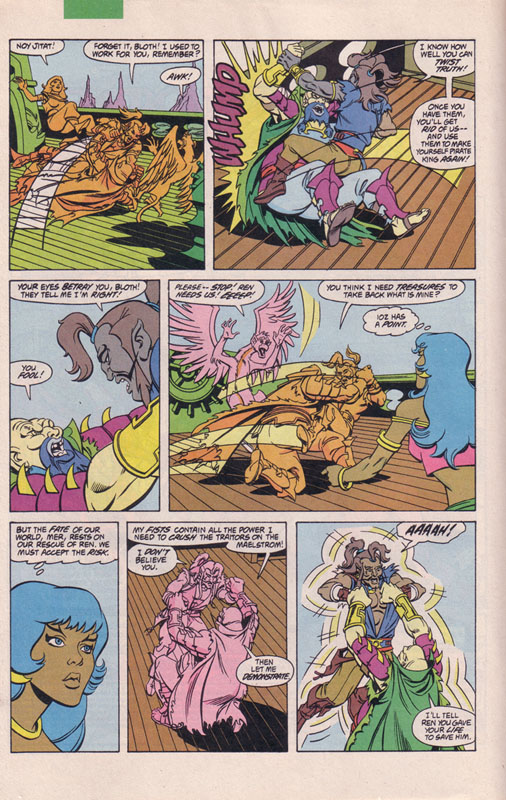 NOY JITAT!
FORGET IT, BLOTH! I USED TO
WORK FOR YOU, REMEMBER?
AWK!
WHUMP
I KNOW HOW
WELL YOU CAN
TWIST
TRUTH!
ONCE YOU
HAVE THEM,
YOU'LL GET
RID OF US--
AND USE
THEM TO MAKE
YOURSELF PIRATE
KING AGAIN!
YOUR EYES BETRAY YOU, BLOTH!
THEY TELL ME I'M RIGHT!
YOU
FOOL!
PLEASE-- STOP! REN
NEEDS US! EEEEP!
YOU THINK I NEED TREASURES TO
TAKE BACK WHAT IS MINE?
IOZ HAS
A POINT.
BUT THE FATE OF OUR
WORLD, MER, RESTS ON
OUR RESCUE OF REN. WE
MUST ACCEPT THE RISK.
MY FISTS CONTAIN ALL THE POWER I
NEED TO CRUSH THE TRAITORS ON THE
MAELSTROM!
I DON'T
BELIEVE
YOU.
THEN
LET ME
DEMONSTRATE.
AAAAH!
I'LL TELL
REN YOU GAVE
YOUR LIFE
TO SAVE HIM.